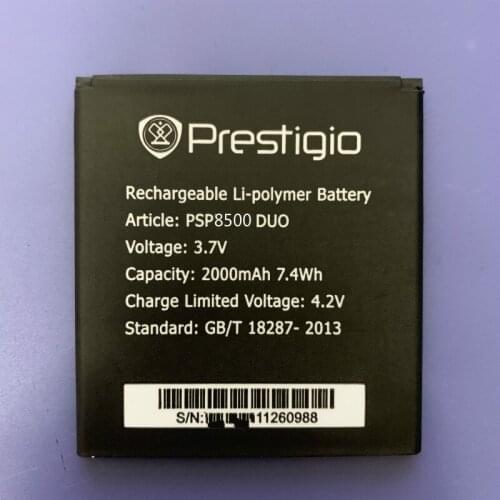 Prestigio
Rechargeable Li-polymer Battery
Article: PSP8500 DUO
Voltage: 3.7V
Capacity: 2000mAh 7.4Wh
Charge Limited Voltage: 4.2V
Standard: GB/T 18287- 2013
S/N: 11260988